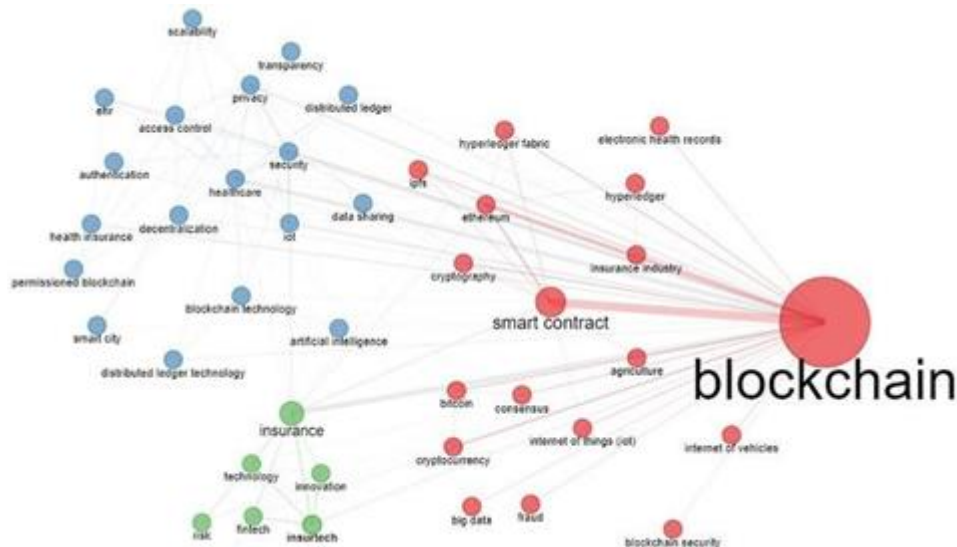 scalability
transparency
privacy
ehr
distributed ledger
access control
hyperledger fabric
electronic health records
security
authentication
ipfs
healthcare
hyperledger
data sharing
ethereum
decentralization
health insurance
iot
insurance industry
cryptography
permissioned blockchain
blockchain technology
smart contract
smart city
artificial intelligence
distributed ledger technology
agriculture
blockchain
bitcoin
consensus
insurance
internet of things (iot)
internet of vehicles
cryptocurrency
technology
innovation
big data
fraud
risk
fintech
insurtech
blockchain security